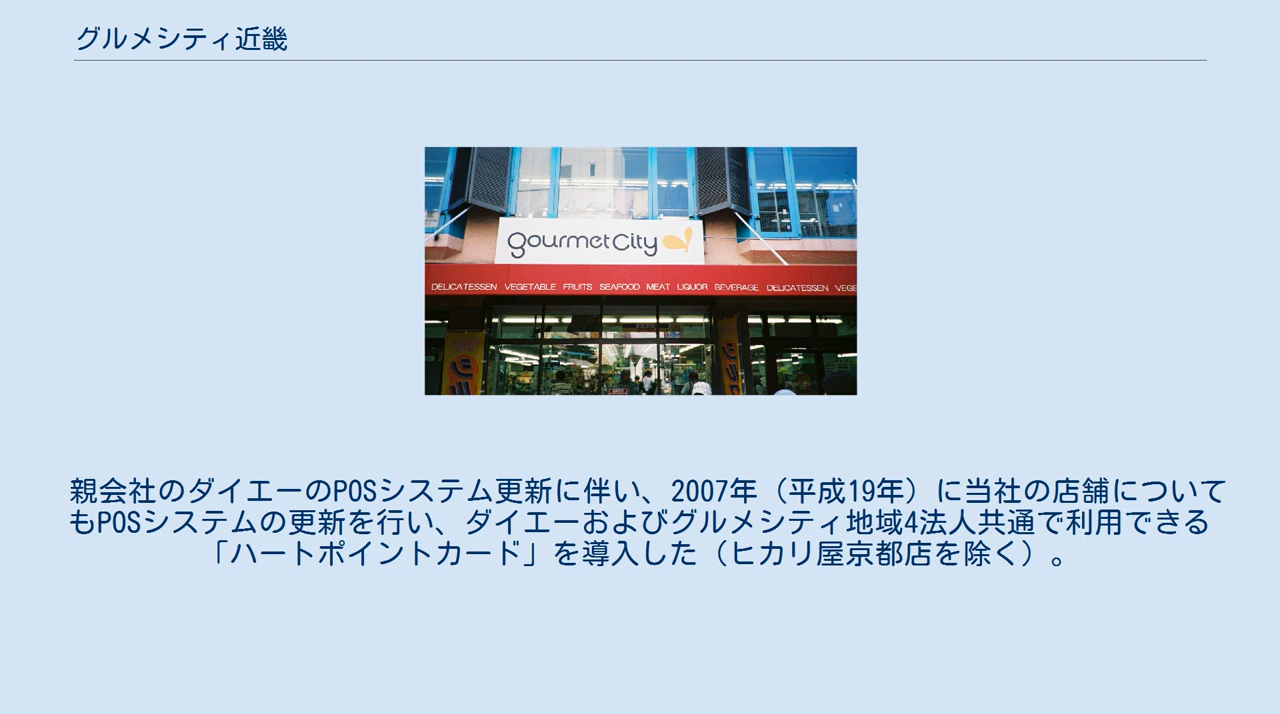 グルメシティ近畿
gourmetCity
DELICATESSEN VEGETABLE FRUITS SEAFOOD MEAT LIQUOR BEVERAGE DELICATESSEN VEGE
親会社のダイエーのPOSシステム更新に伴い、2007年（平成19年）に当社の店舗について
もPOSシステムの更新を行い、ダイエーおよびグルメシティ地域4法人共通で利用できる
「ハートポイントカード」を導入した（ヒカリ屋京都店を除く）。